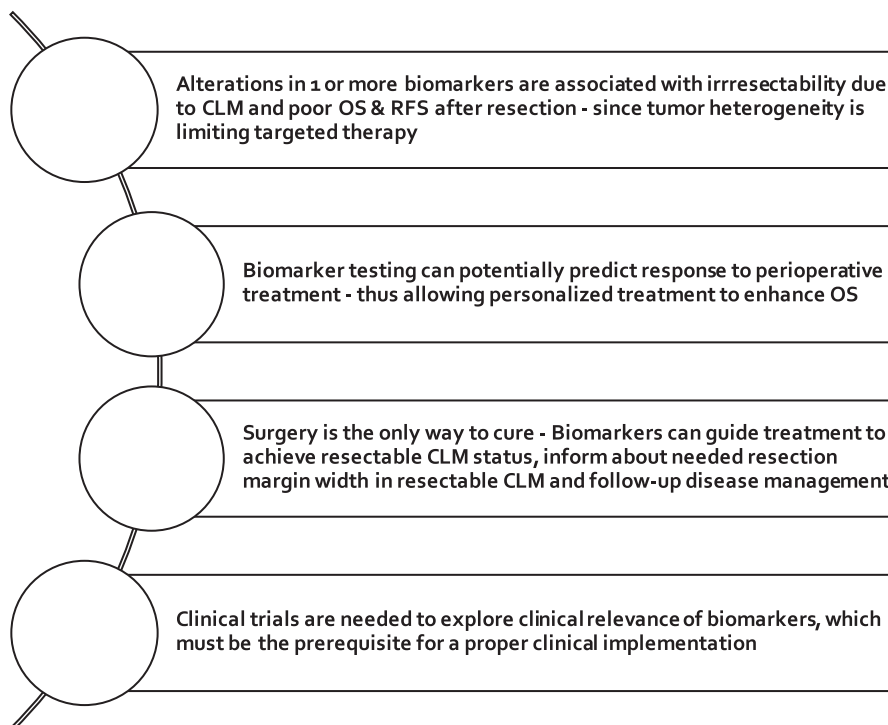 Alterations in 1 or more biomarkers are associated with irrresectability due
to CLM and poor OS & RFS after resection - since tumor heterogeneity is
limiting targeted therapy
Biomarker testing can potentially predict response to perioperative
treatment - thus allowing personalized treatment to enhance OS
Surgery is the only way to cure - Biomarkers can guide treatment to
achieve resectable CLM status, inform about needed resection
margin width in resectable CLM and follow-up disease management
Clinical trials are needed to explore clinical relevance of biomarkers, which
must be the prerequisite for a proper clinical implementation